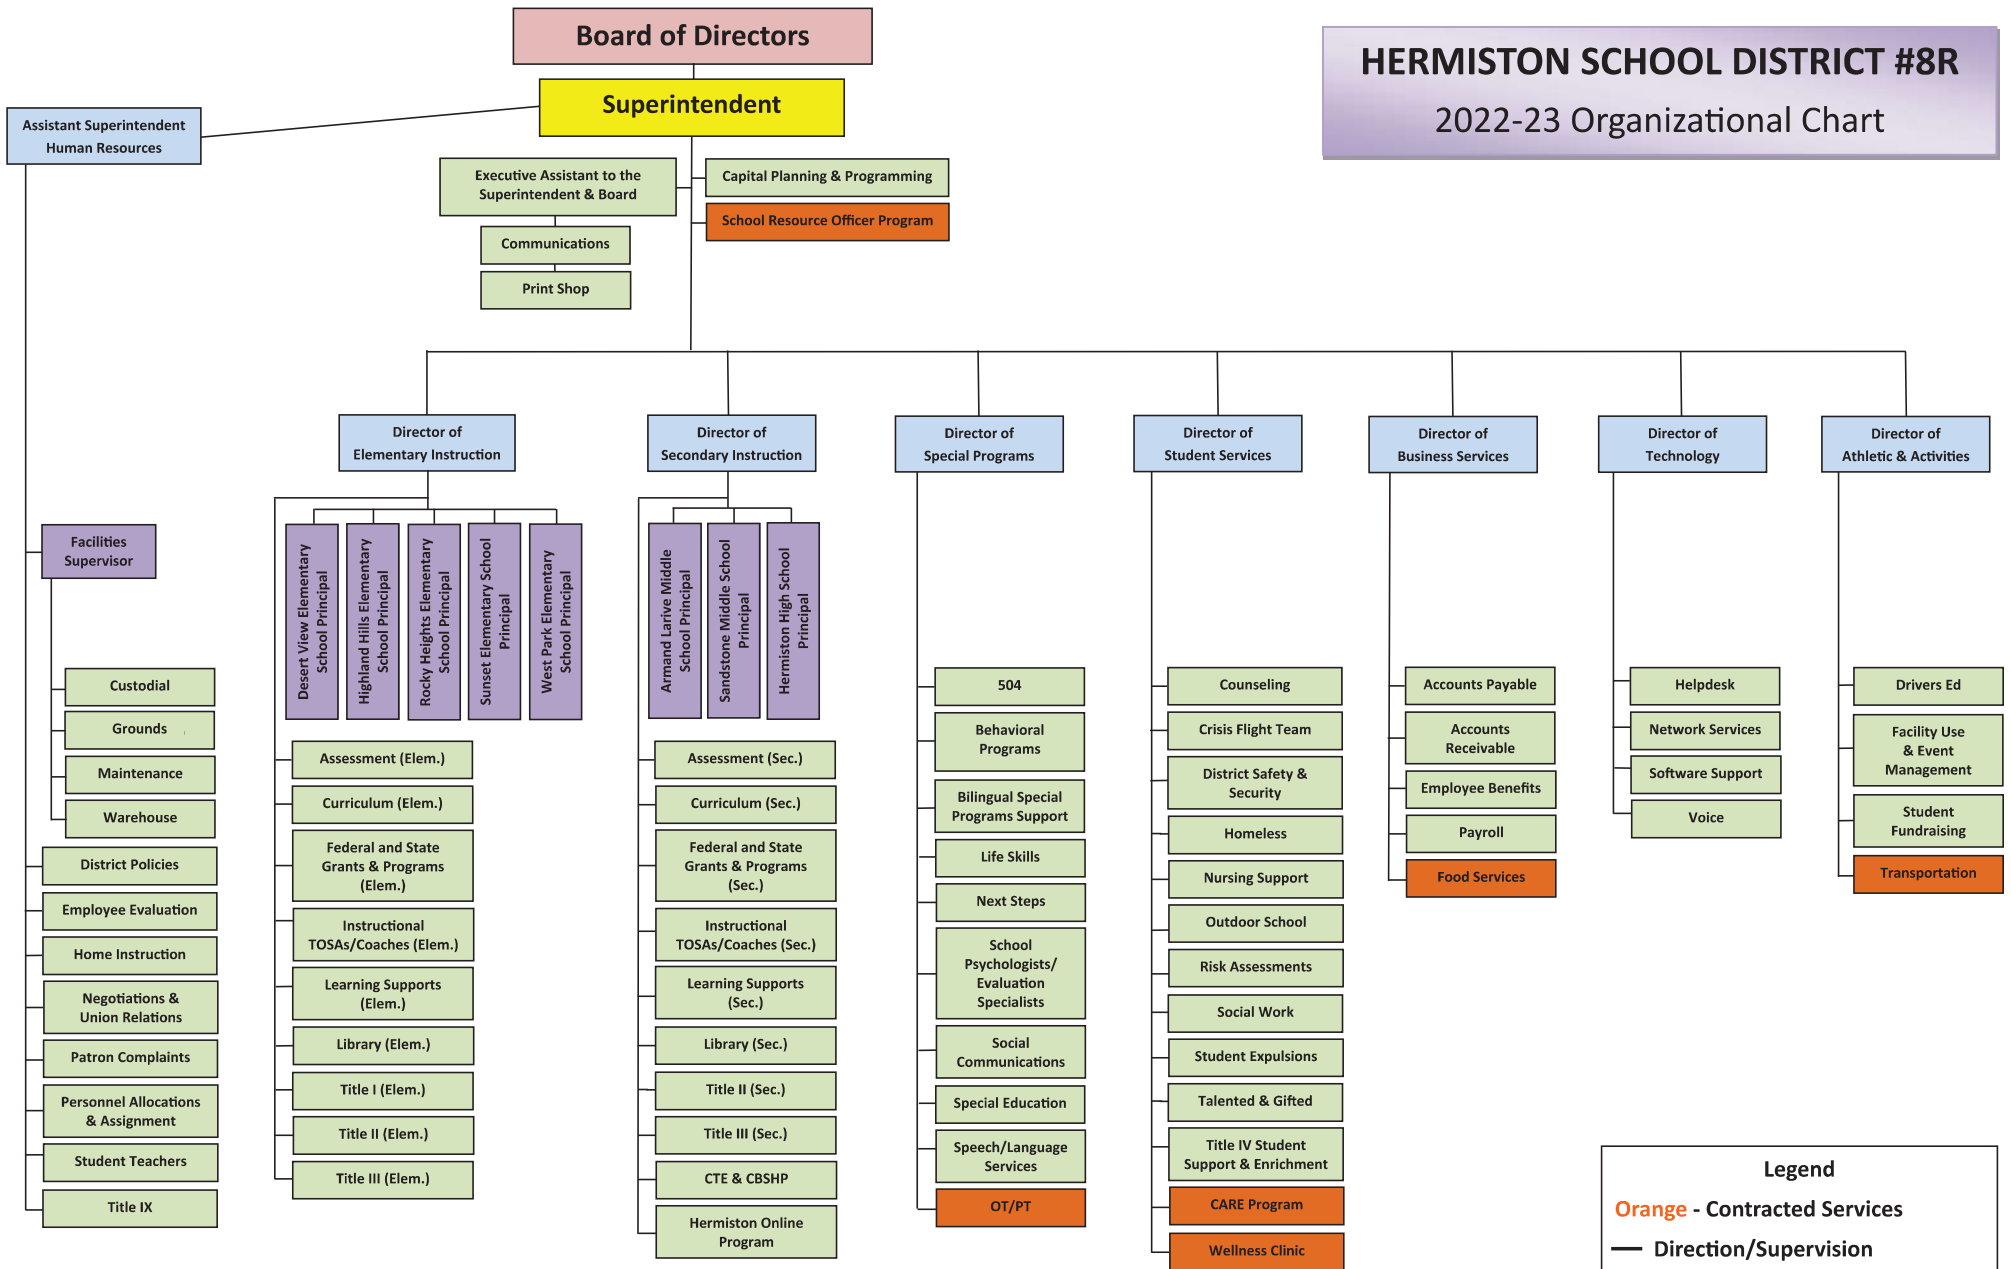 Board of Directors
HERMISTON SCHOOL DISTRICT #8R
2022-23 Organizational Chart
Superintendent
Assistant Superintendent
Human Resources
Executive Assistant to the
Superintendent & Board
Communications
Print Shop
Capital Planning & Programming
School Resource Officer Program
Facilities
Supervisor
Custodial
Grounds
Maintenance
Warehouse
District Policies
Employee Evaluation
Home Instruction
Negotiations &
Union Relations
Patron Complaints
Personnel Allocations
& Assignment
Student Teachers
Title IX
Director of
Elementary Instruction
Desert View Elementary
School Principal
Highland Hills Elementary
School Principal
Rocky Heights Elementary
School Principal
Sunset Elementary School
Principal
West Park Elementary
School Principal
Assessment (Elem.)
Curriculum (Elem.)
Federal and State
Grants & Programs
(Elem.)
Instructional
TOSAs/Coaches (Elem.)
Learning Supports
(Elem.)
Library (Elem.)
Title I (Elem.)
Title II (Elem.)
Title III (Elem.)
Director of
Secondary Instruction
Armand Larive Middle
School Principal
Sandstone Middle School
Principal
Hermiston High School
Principal
Assessment (Sec.)
Curriculum (Sec.)
Federal and State
Grants & Programs
(Sec.)
Instructional
TOSAs/Coaches (Sec.)
Learning Supports
(Sec.)
Library (Sec.)
Title II (Sec.)
Title III (Sec.)
CTE & CBSHP
Hermiston Online
Program
Director of
Special Programs
504
Behavioral
Programs
Bilingual Special
Programs Support
Life Skills
Next Steps
School
Psychologists/
Evaluation
Specialists
Social
Communications
Special Education
Speech/Language
Services
OT/PT
Director of
Student Services
Counseling
Crisis Flight Team
District Safety &
Security
Homeless
Nursing Support
Outdoor School
Risk Assessments
Social Work
Student Expulsions
Talented & Gifted
Title IV Student
Support & Enrichment
CARE Program
Wellness Clinic
Director of
Business Services
Accounts Payable
Accounts
Receivable
Employee Benefits
Payroll
Food Services
Director of
Technology
Helpdesk
Network Services
Software Support
Voice
Director of
Athletic & Activities
Drivers Ed
Facility Use
& Event
Management
Student
Fundraising
Transportation
Legend
Orange - Contracted Services
Direction/Supervision